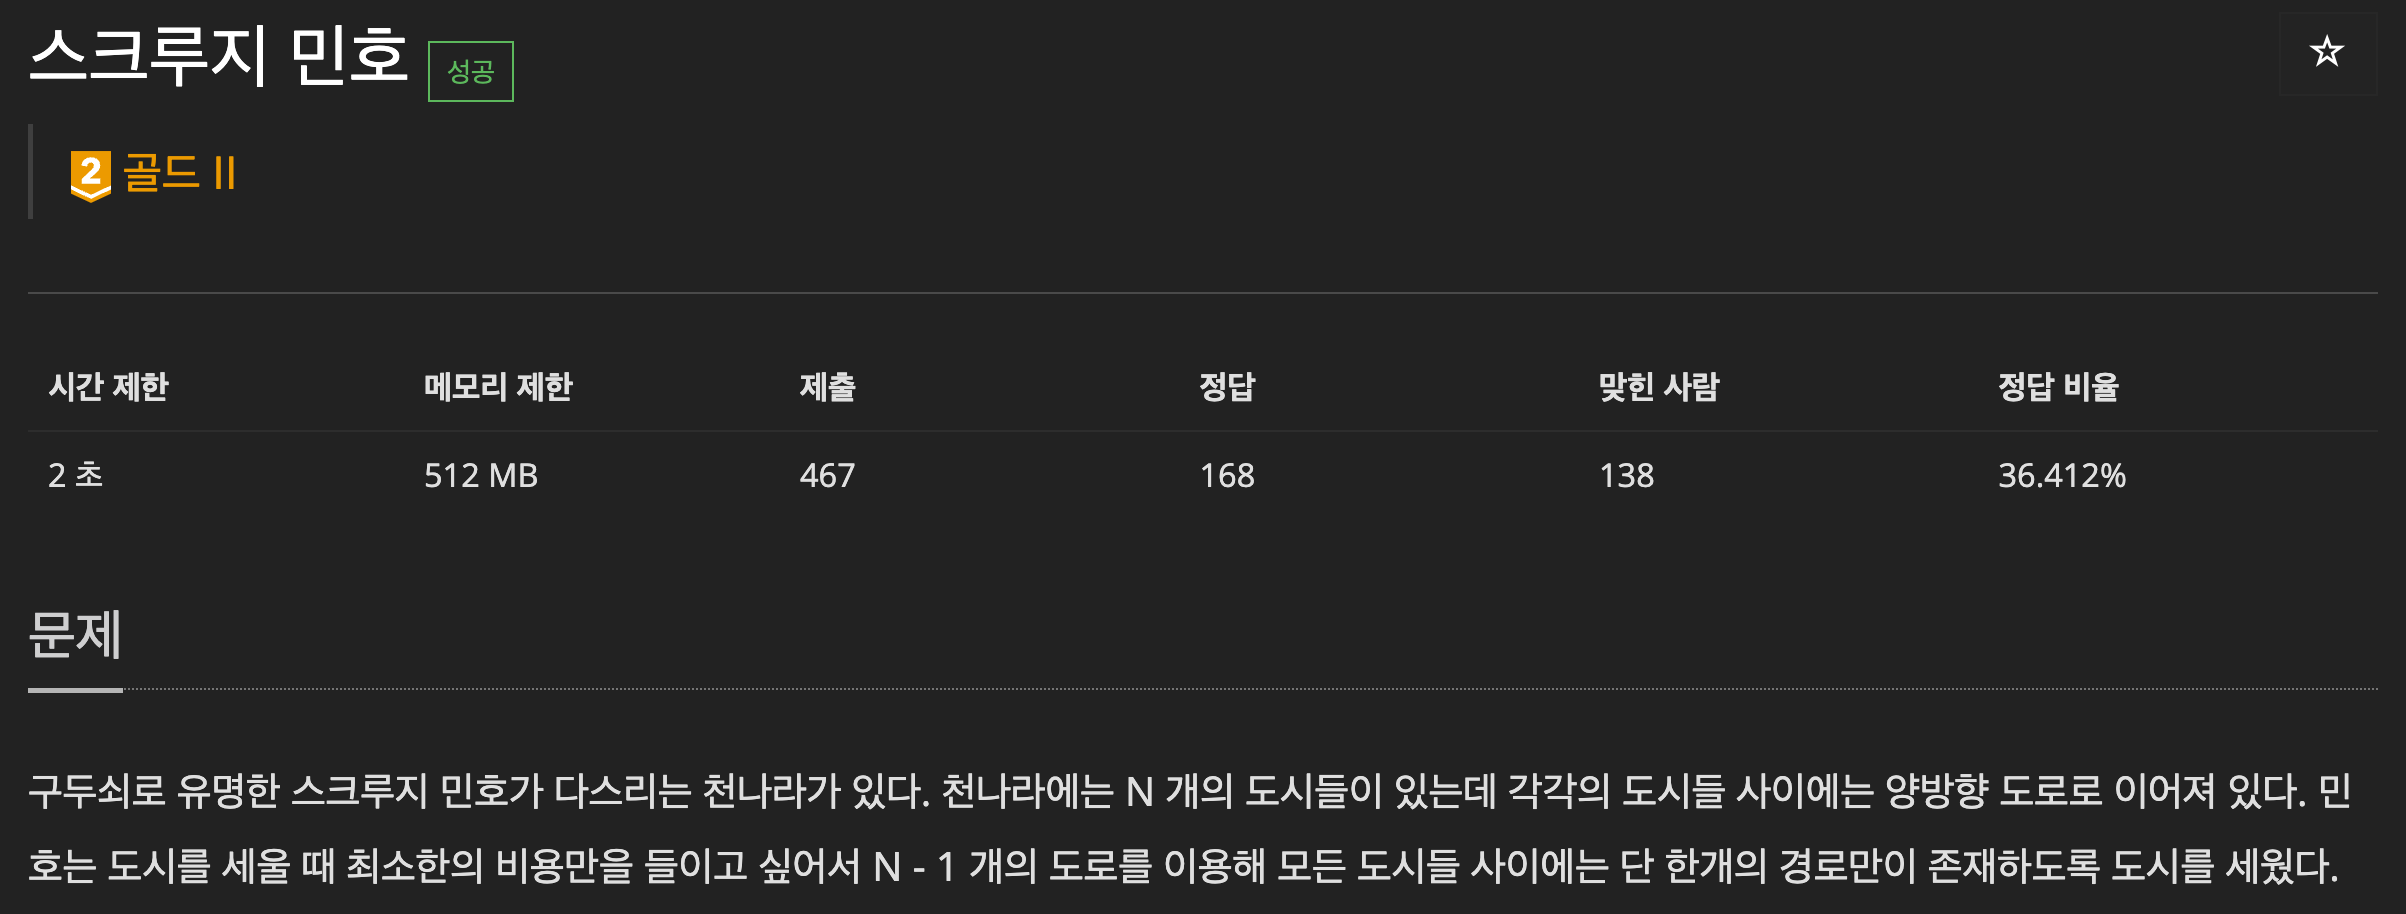 스크루지 민호 성공
2 골드 II
시간 제한 메모리 제한 제출 정답 맞힌 사람 정답 비율
2 초 512 MB 467 168 138 36.412%
문제
구두쇠로 유명한 스크루지 민호가 다스리는 천나라가 있다. 천나라에는 N 개의 도시들이 있는데 각각의 도시들 사이에는 양방향 도로로 이어져 있다. 민
호는 도시를 세울 때 최소한의 비용만을 들이고 싶어서 N - 1 개의 도로를 이용해 모든 도시들 사이에는 단 한개의 경로만이 존재하도록 도시를 세웠다.